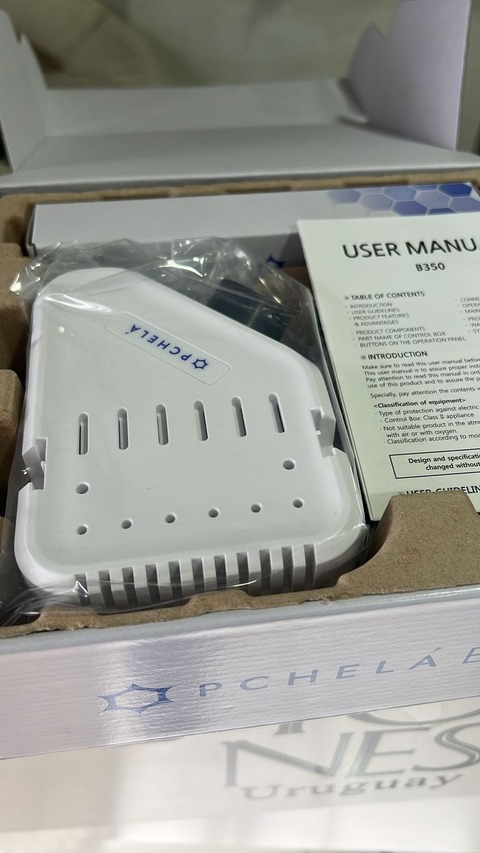 USER MANU
B350
TABLE OF CONTENTS
- INTRODUCTION
- USER GUIDELINES
- PRODUCT FEATURES
& ADVANTAGES
- PRODUCT COMPONENTS
- PART NAME OF CONTROL BOX
- BUTTONS ON THE OPERATION PANEL
INTRODUCTION
Make sure to read this user manual before
This user manual is to assure proper inst
Pay attention to read this manual in orde
use of this product and to assure the p
Specially, pay attention the contents w
<Classification of equipment>
- Type of protection against electric
- Control Box: Class II appliance
- Not suitable product in the atm
with air or with oxygen.
Classification according to mod
Design and specificatio
changed withou
USER GUIDELIN
PCHELA
PCHELÁ
NES
Uruguay